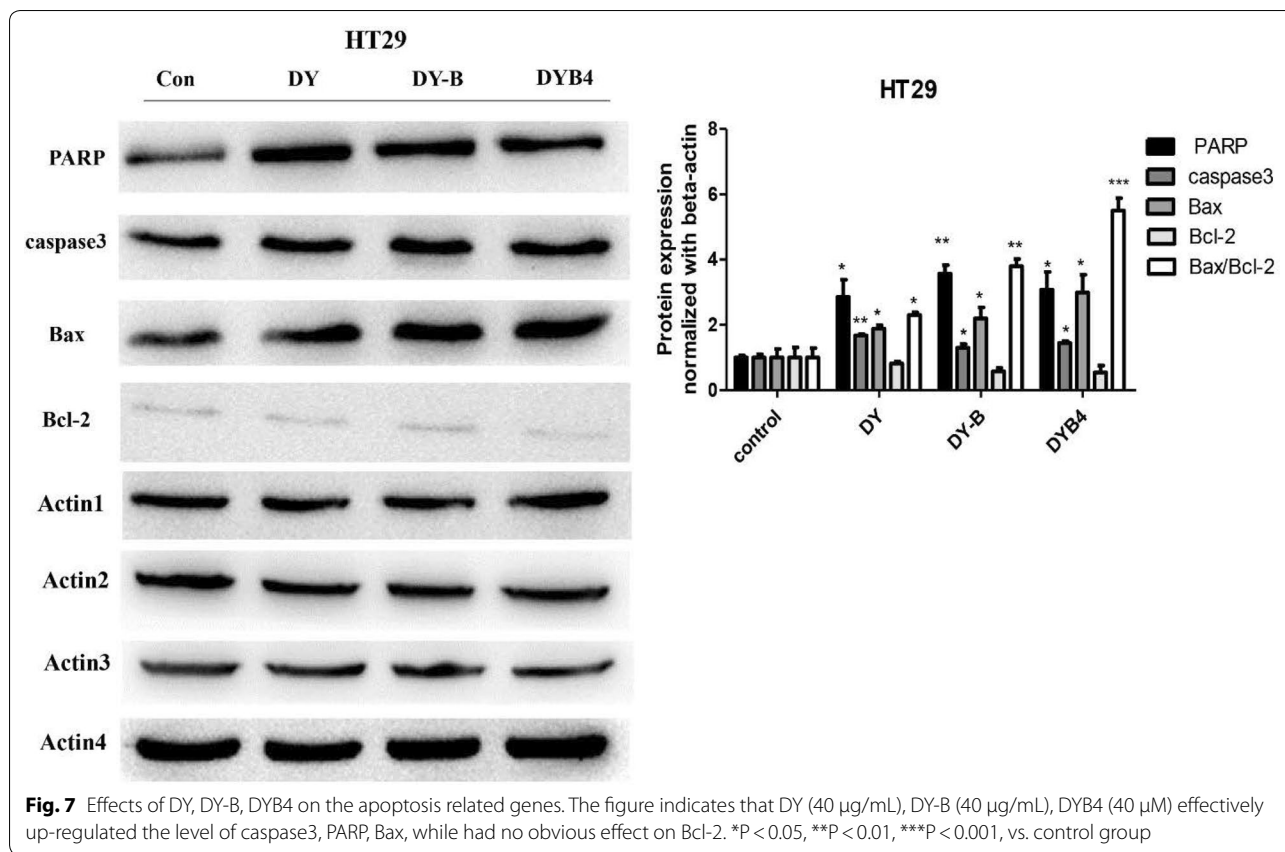 HT29
Con DY DY-B DYB4
PARP
caspase3
Bax
Bcl-2
Actin1
Actin2
Actin3
Actin4
HT29
Protein expression
normalized with beta-actin
8
6
4
2
0
* ** * *
** * * **
* * * ***
control DY DY-B DYB4
PARP
caspase3
Bax
Bcl-2
Bax/Bcl-2
Fig. 7 Effects of DY, DY-B, DYB4 on the apoptosis related genes. The figure indicates that DY (40 μg/mL), DY-B (40 μg/mL), DYB4 (40 μM) effectively
up-regulated the level of caspase3, PARP, Bax, while had no obvious effect on Bcl-2. *P < 0.05, **P < 0.01, ***P < 0.001, vs. control group